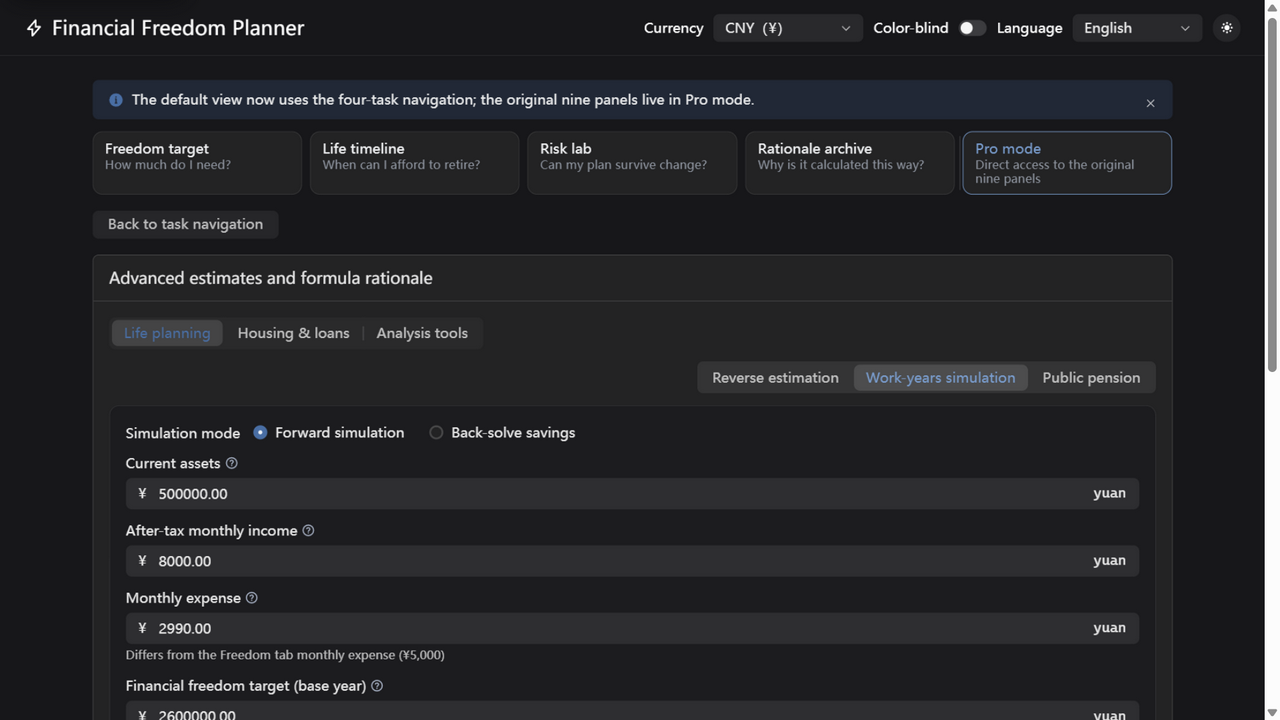 Financial Freedom Planner
Currency
CNY (¥)
Color-blind
Language
English
The default view now uses the four-task navigation; the original nine panels live in Pro mode.
Freedom target
How much do I need?
Life timeline
When can I afford to retire?
Risk lab
Can my plan survive change?
Rationale archive
Why is it calculated this way?
Pro mode
Direct access to the original
nine panels
Back to task navigation
Advanced estimates and formula rationale
Life planning
Housing & loans
Analysis tools
Reverse estimation
Work-years simulation
Public pension
Simulation mode
Forward simulation
Back-solve savings
Current assets
¥ 500000.00 yuan
After-tax monthly income
¥ 8000.00 yuan
Monthly expense
¥ 2990.00 yuan
Differs from the Freedom tab monthly expense (¥5,000)
Financial freedom target (base year)
¥ 2600000.00 yuan